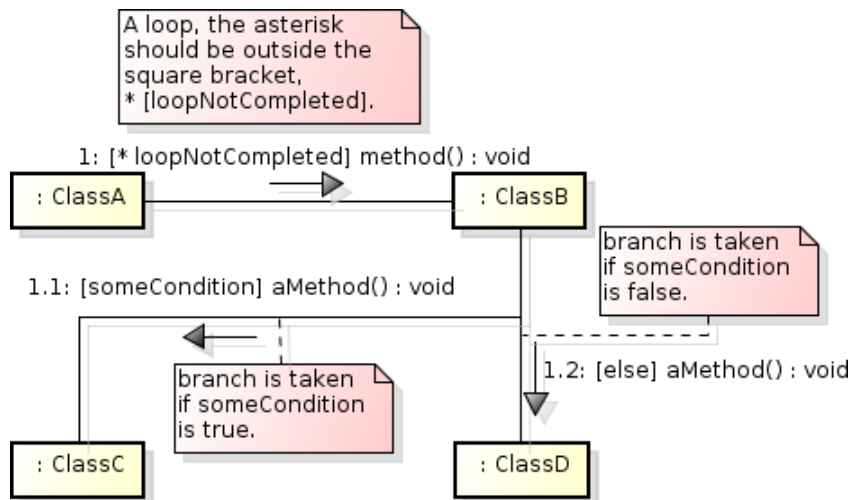 A loop, the asterisk
should be outside the
square bracket,
* [loopNotCompleted].
1: [* loopNotCompleted] method() : void
: ClassA
: ClassB
branch is taken
if someCondition
is false.
1.1: [someCondition] aMethod() : void
1.2: [else] aMethod() : void
branch is taken
if someCondition
is true.
: ClassC
: ClassD